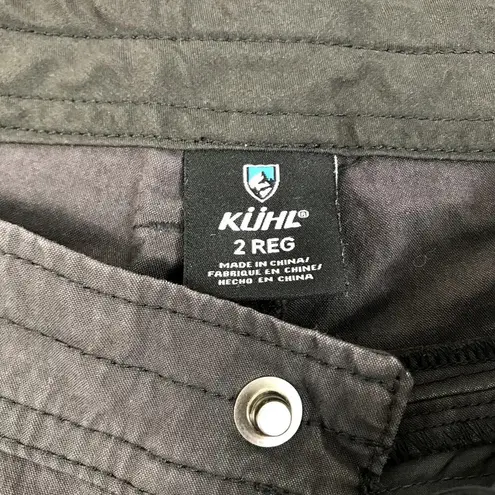 KÜHL®
2 REG
MADE IN CHINA/
FABRIQUE EN CHINE/
HECHO EN CHINA